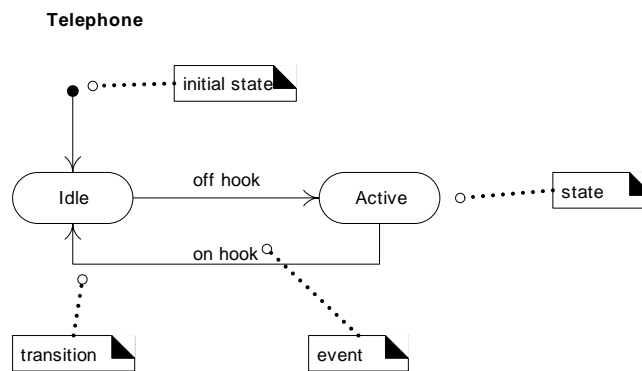 Telephone
initial state
off hook
Idle
Active
state
on hook
transition
event